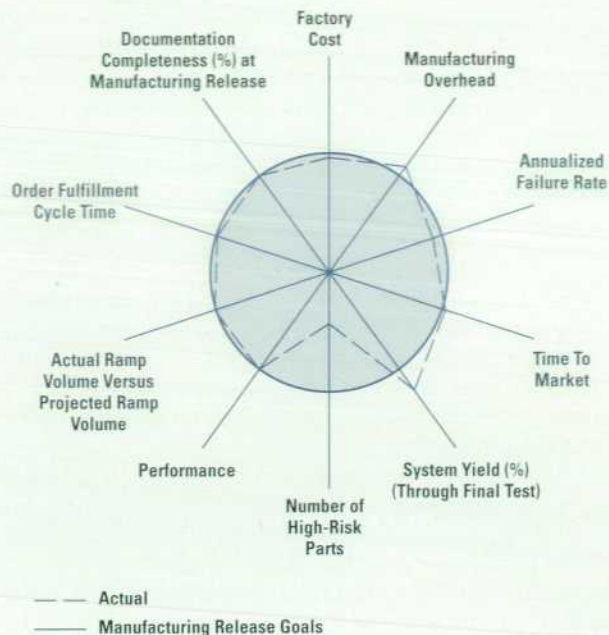 Factory
Cost
Documentation
Completeness (%) at
Manufacturing Release
Manufacturing
Overhead
Annualized
Failure Rate
Order Fulfillment
Cycle Time
Time To
Market
Actual Ramp
Volume Versus
Projected Ramp
Volume
Performance
System Yield (%)
(Through Final Test)
Number of
High-Risk
Parts
Actual
Manufacturing Release Goals